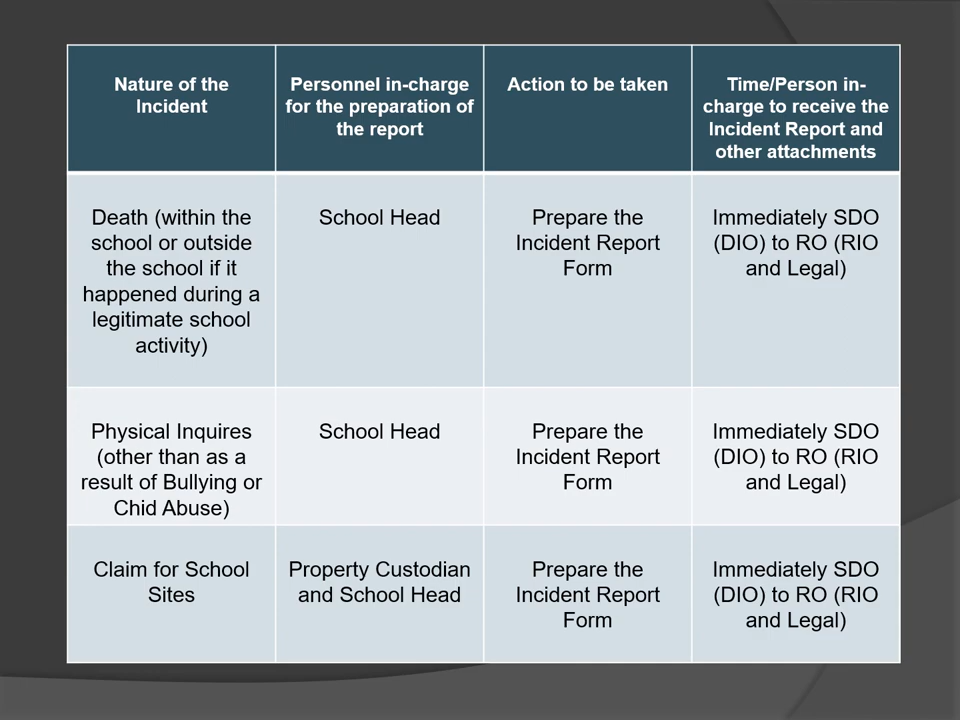 Nature of the
Incident
Personnel in-charge
for the preparation of
the report
Action to be taken
Time/Person in-
charge to receive the
Incident Report and
other attachments
Death (within the
school or outside
the school if it
happened during a
legitimate school
activity)
School Head
Prepare the
Incident Report
Form
Immediately SDO
(DIO) to RO (RIO
and Legal)
Physical Inquires
(other than as a
result of Bullying or
Chid Abuse)
School Head
Prepare the
Incident Report
Form
Immediately SDO
(DIO) to RO (RIO
and Legal)
Claim for School
Sites
Property Custodian
and School Head
Prepare the
Incident Report
Form
Immediately SDO
(DIO) to RO (RIO
and Legal)